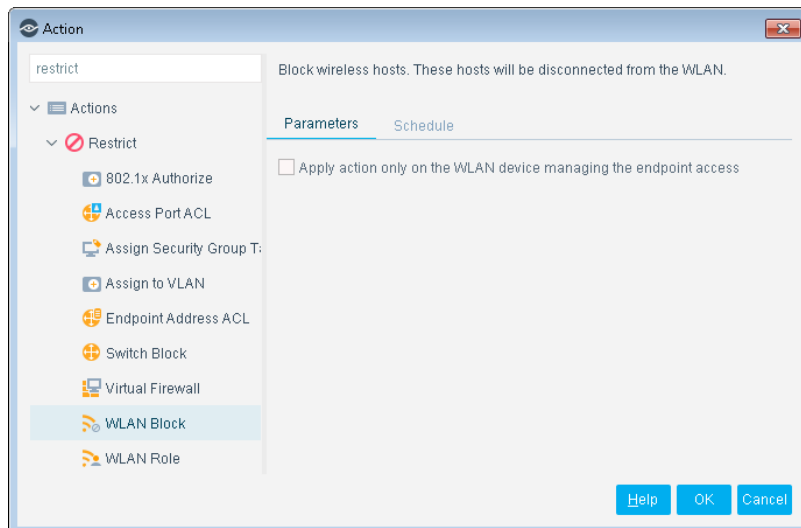 Action
restrict
Actions
Restrict
802.1x Authorize
Access Port ACL
Assign Security Group T
Assign to VLAN
Endpoint Address ACL
Switch Block
Virtual Firewall
WLAN Block
WLAN Role
Block wireless hosts. These hosts will be disconnected from the WLAN.
Parameters Schedule
Apply action only on the WLAN device managing the endpoint access
Help OK Cancel